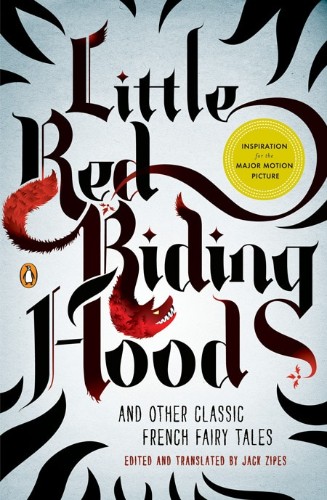 Little
Red
INSPIRATION
for the
MAJOR MOTION
PICTURE
Riding
Hood
AND OTHER CLASSIC
FRENCH FAIRY TALES
EDITED AND TRANSLATED BY JACK ZIPES